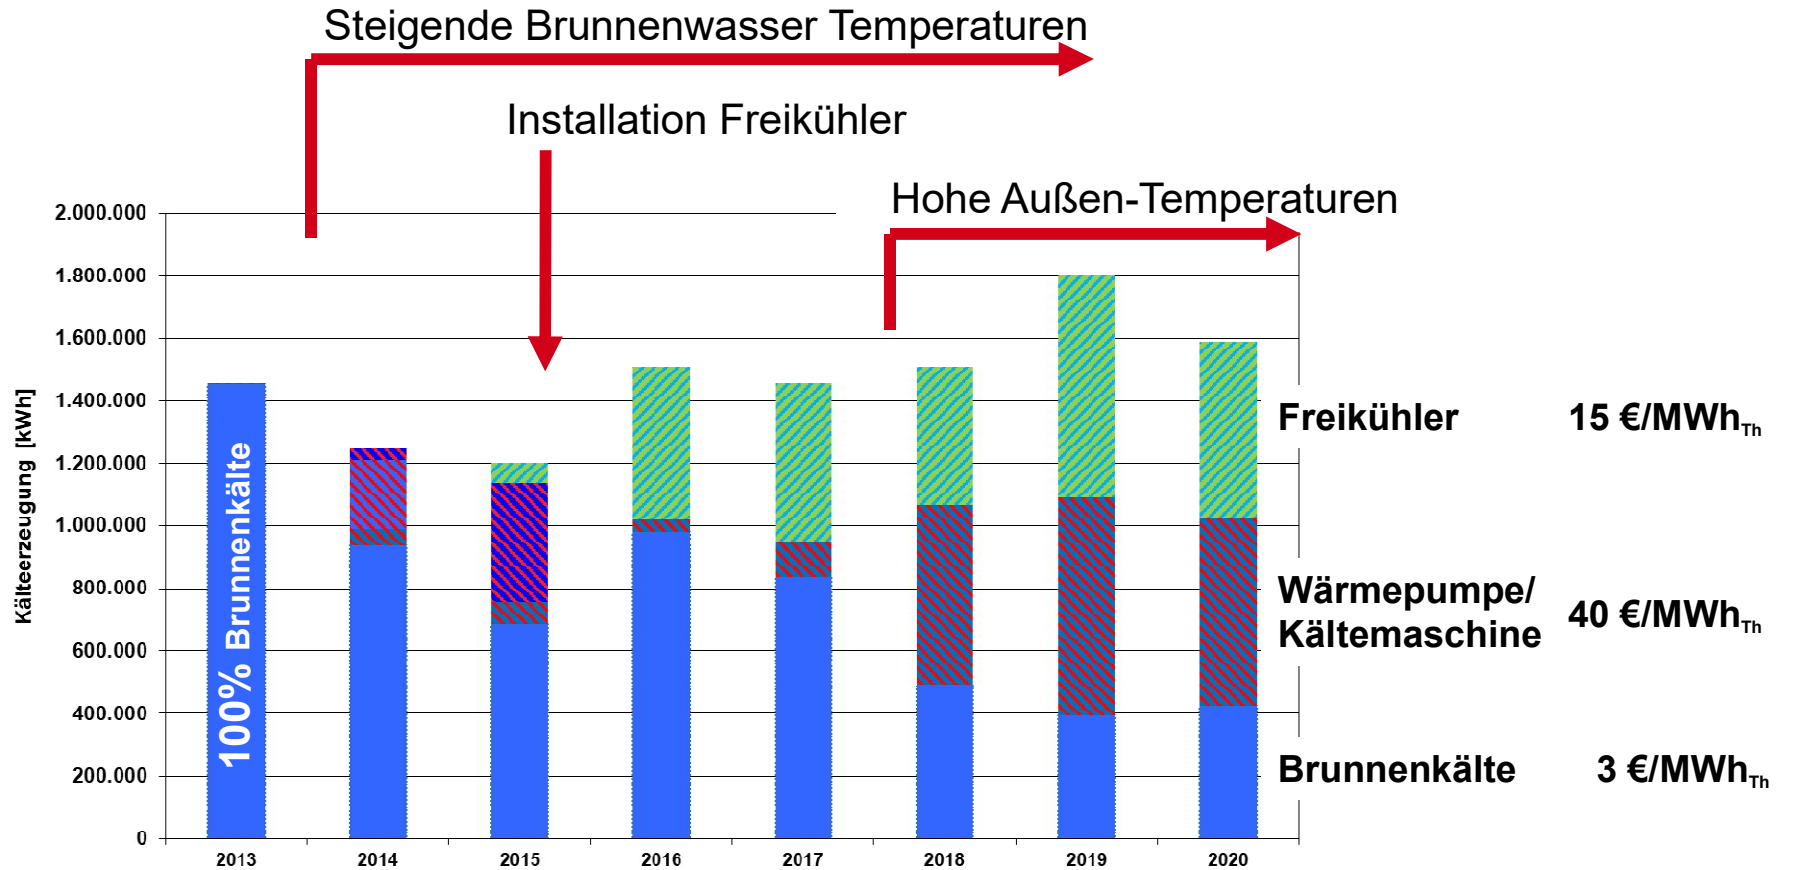 Steigende Brunnenwasser Temperaturen
Installation Freikühler
Hohe Außen-Temperaturen
Kälteerzeugung [kWh]
2.000.000
1.800.000
1.600.000
1.400.000
1.200.000
1.000.000
800.000
600.000
400.000
200.000
0
100% Brunnenkälte
2013 2014 2015 2016 2017 2018 2019 2020
Freikühler 15 €/MWhTh
Wärmepumpe/
Kältemaschine 40 €/MWhTh
Brunnenkälte 3 €/MWhTh